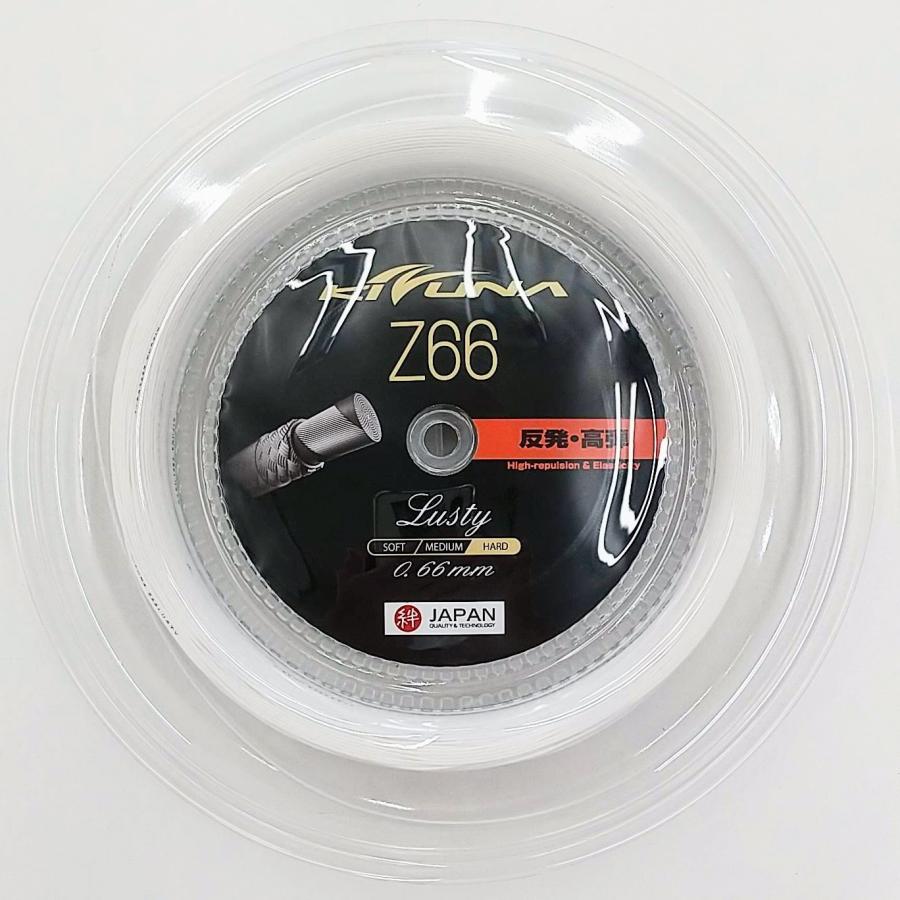 KIZUNA
Z66
反発・高弾
High-repulsion & Elasticity
Lusty
SOFT MEDIUM HARD
0.66mm
絆 JAPAN
QUALITY & TECHNOLOGY